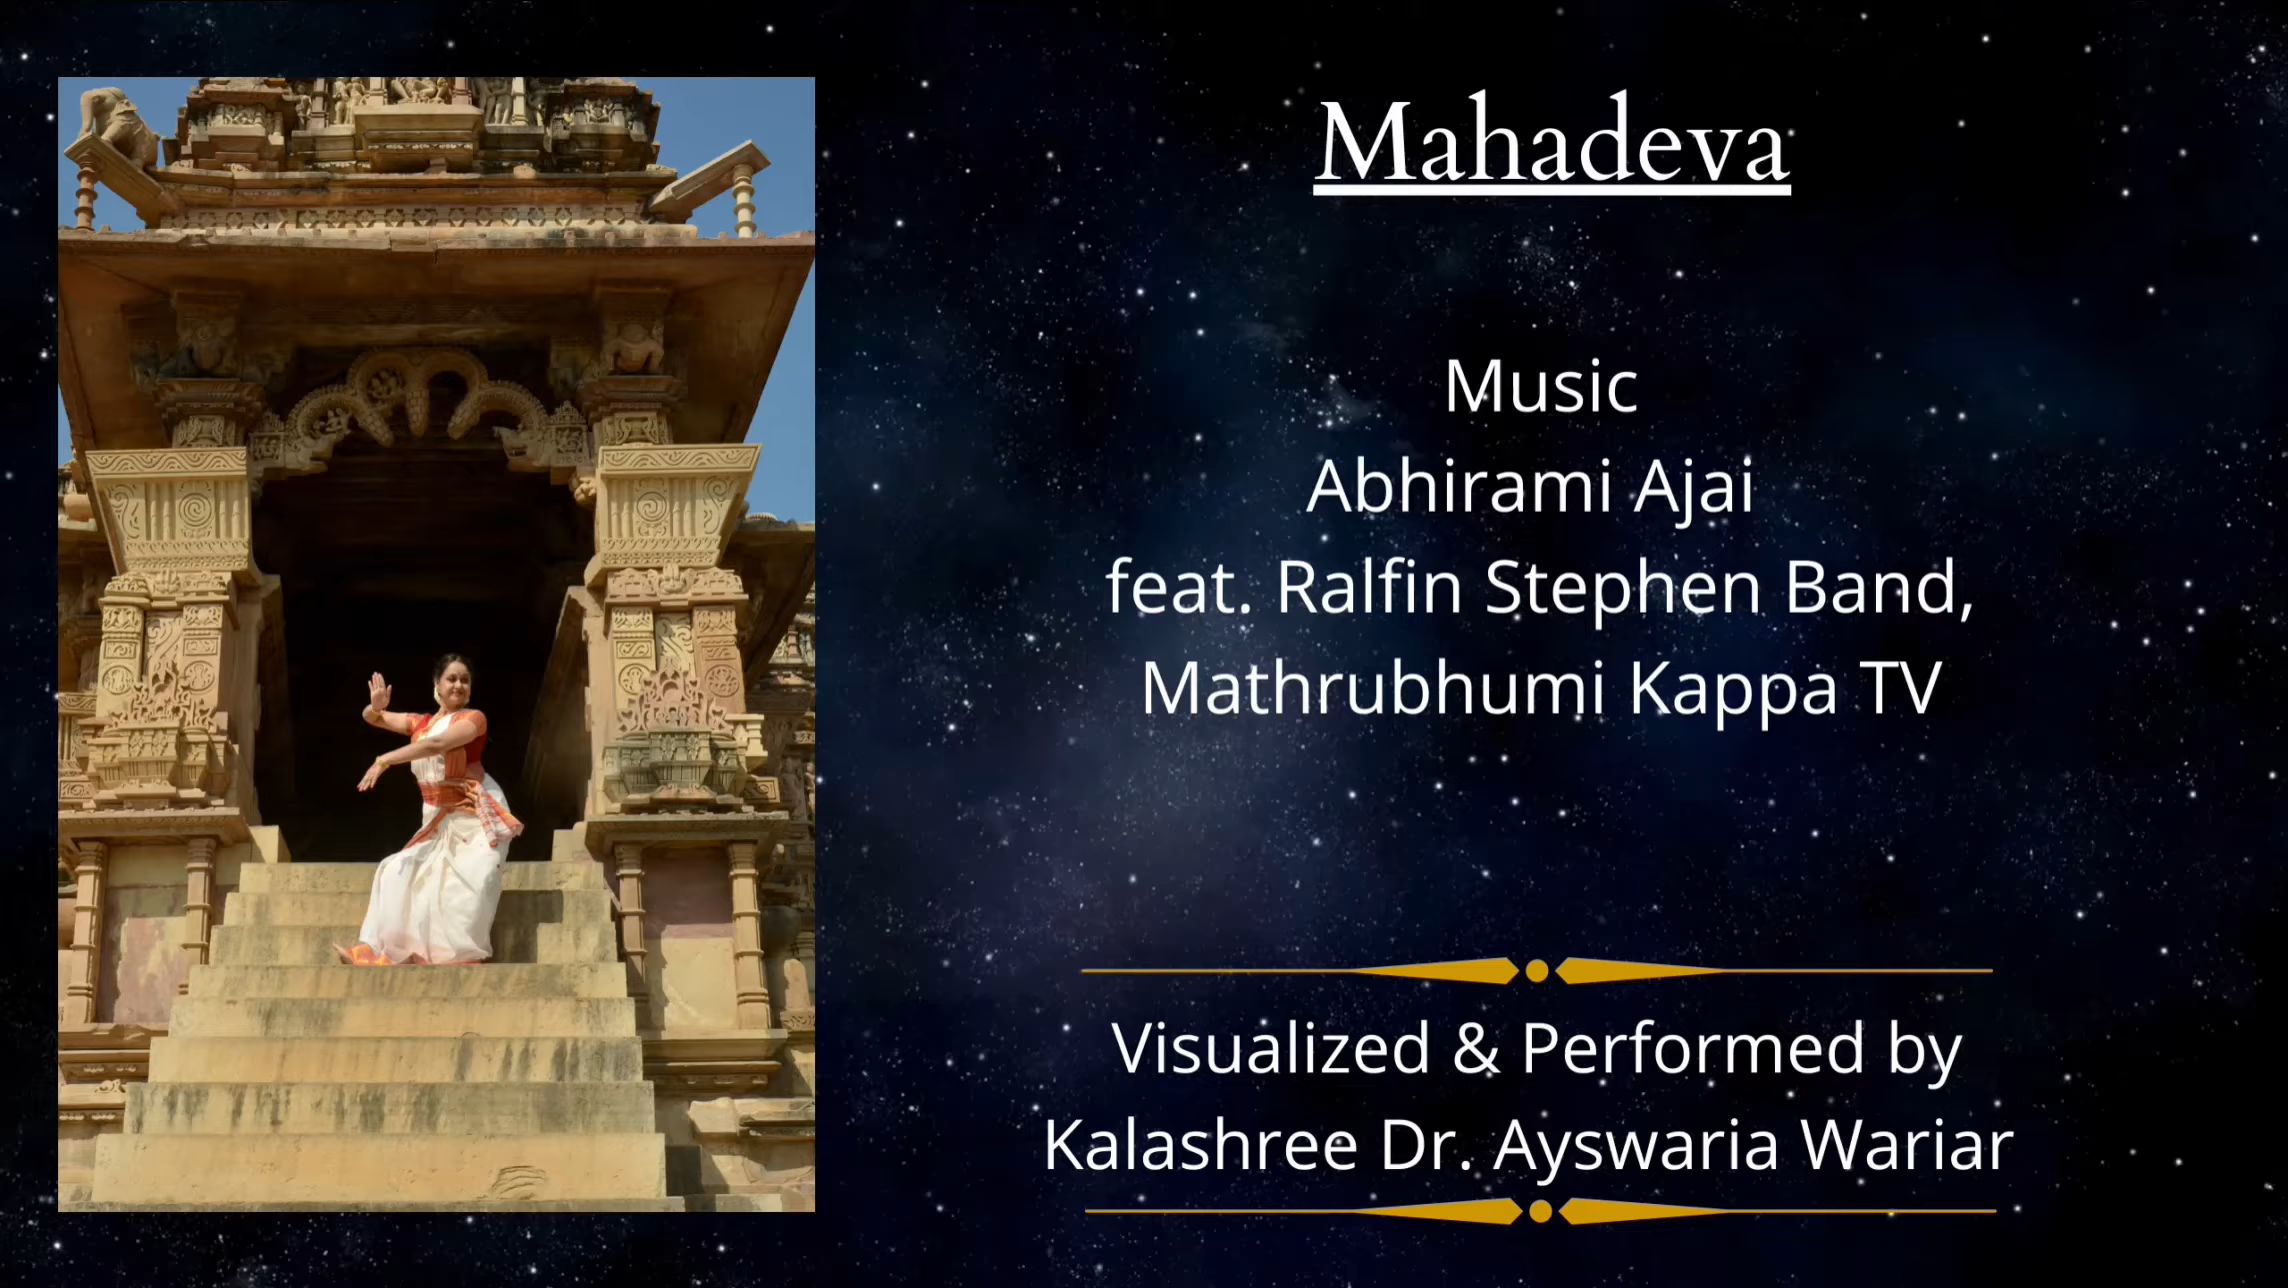 Mahadeva
Music
Abhirami Ajai
feat. Ralfin Stephen Band,
Mathrubhumi Kappa TV
Visualized & Performed by
Kalashree Dr. Ayswaria Wariar